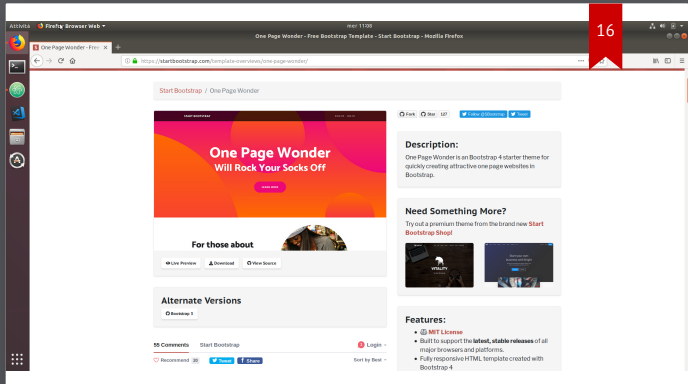 Attività Firefox Browser Web
mer 11:08
16
One Page Wonder - Free Bootstrap Template - Start Bootstrap - Mozilla Firefox
One Page Wonder - Free
https://startbootstrap.com/template-overviews/one-page-wonder/
Start Bootstrap / One Page Wonder
START BOOTSTRAP
One Page Wonder
Will Rock Your Socks Off
LEARN MORE
For those about
Live Preview
Download
View Source
Alternate Versions
Bootstrap 3
55 Comments
Start Bootstrap
Login
Recommend
Tweet
Share
Sort by Best
Fork
Star 127
Follow @SBootstrap
Tweet
Description:
One Page Wonder is an Bootstrap 4 starter theme for
quickly creating attractive one page websites in
Bootstrap.
Need Something More?
Try out a premium theme from the brand new Start
Bootstrap Shop!
VITALITY
Features:
MIT License
Built to support the latest, stable releases of all
major browsers and platforms.
Fully responsive HTML template created with
Bootstrap 4